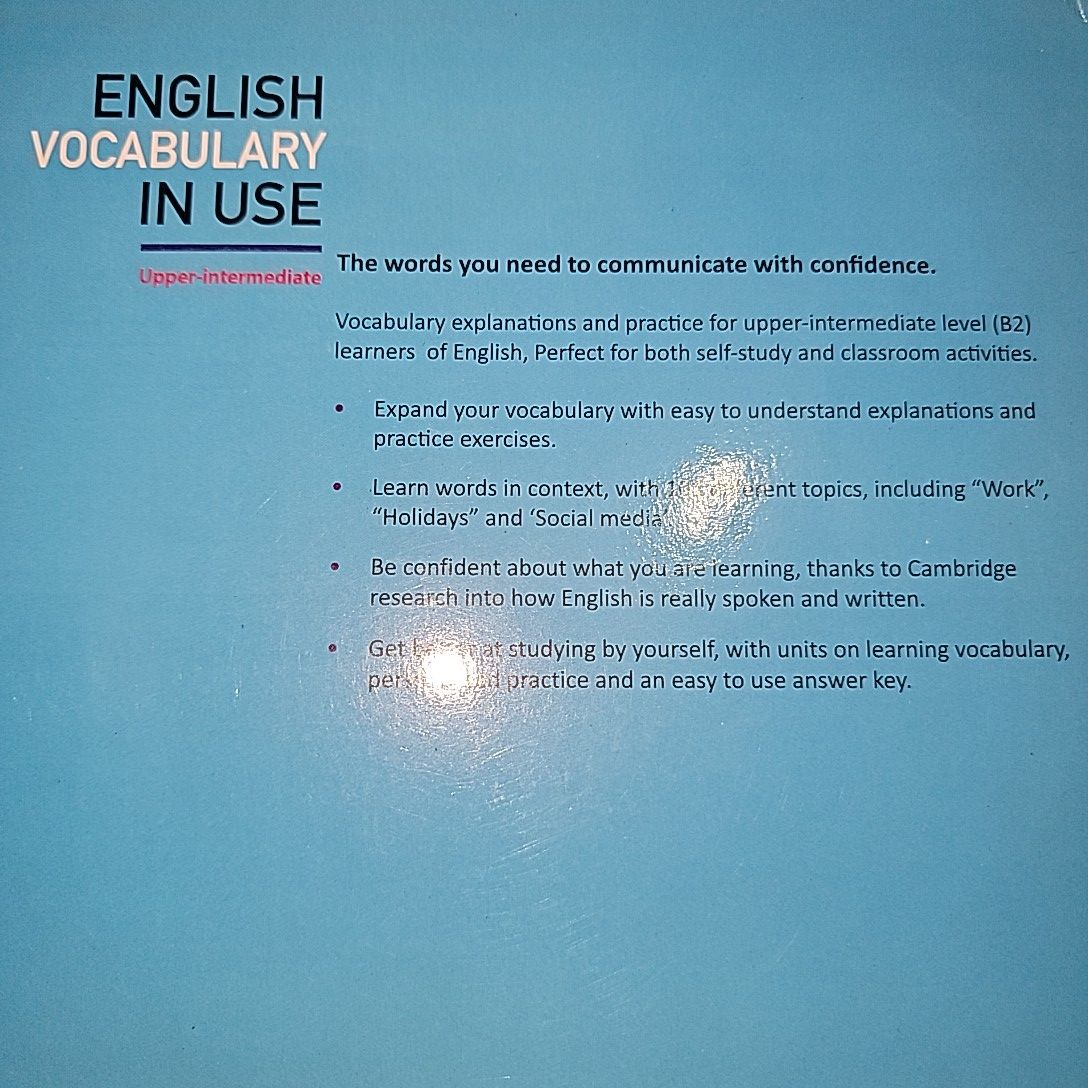 ENGLISH
VOCABULARY
IN USE
Upper-intermediate
The words you need to communicate with confidence.
Vocabulary explanations and practice for upper-intermediate level (B2)
learners of English, Perfect for both self-study and classroom activities.
• Expand your vocabulary with easy to understand explanations and
practice exercises.
• Learn words in context, with topics, including “Work”,
“Holidays” and ‘Social media’
• Be confident about what you are learning, thanks to Cambridge
research into how English is really spoken and written.
• Get at studying by yourself, with units on learning vocabulary,
practice and an easy to use answer key.